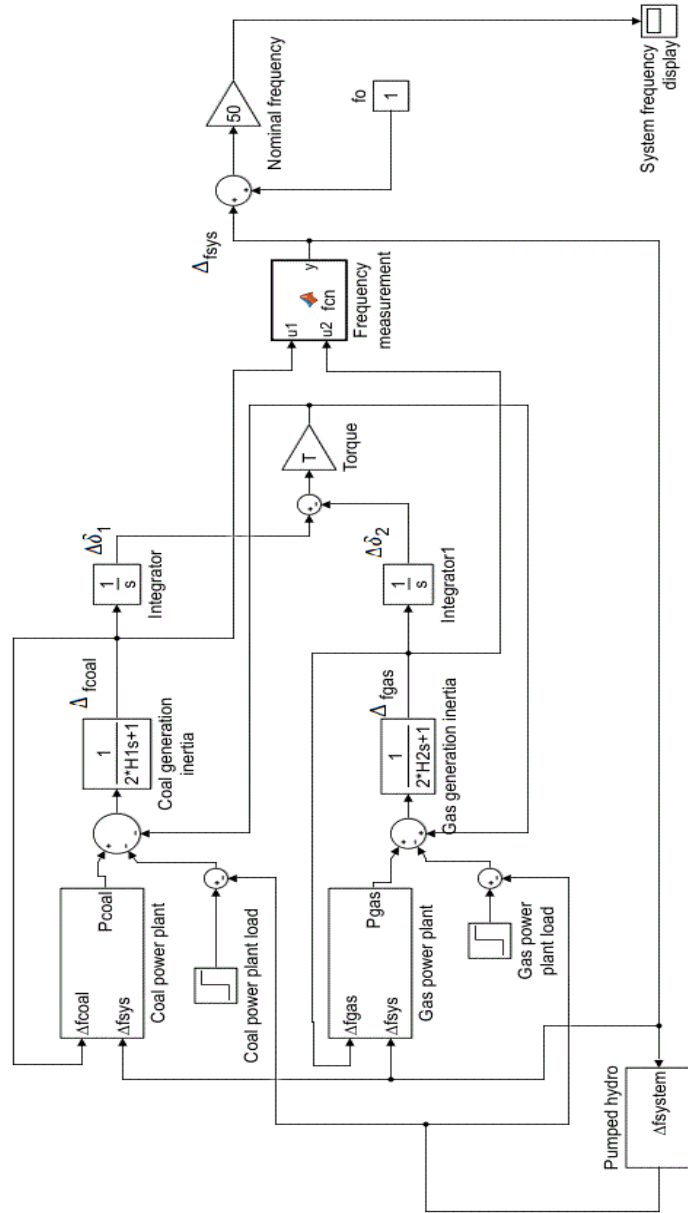 Δfcoal
Δfsys
Pcoal
Coal power plant
Coal power plant load
+
-
+
-
-
1
2*H1s+1
Coal generation
inertia
Δ fcoal
1
s
Integrator
Δδ1
Δfgas
Δfsys
Pgas
Gas power plant
Gas power
plant load
+
-
+
-
+
1
2*H2s+1
Gas generation inertia
Δ fgas
1
s
Integrator1
Δδ2
+
-
T
Torque
u1
u2
fcn
y
Frequency
measurement
Δfsys
+
+
50
Nominal frequency
fo
1
System frequency
display
Pumped hydro
Δfsystem